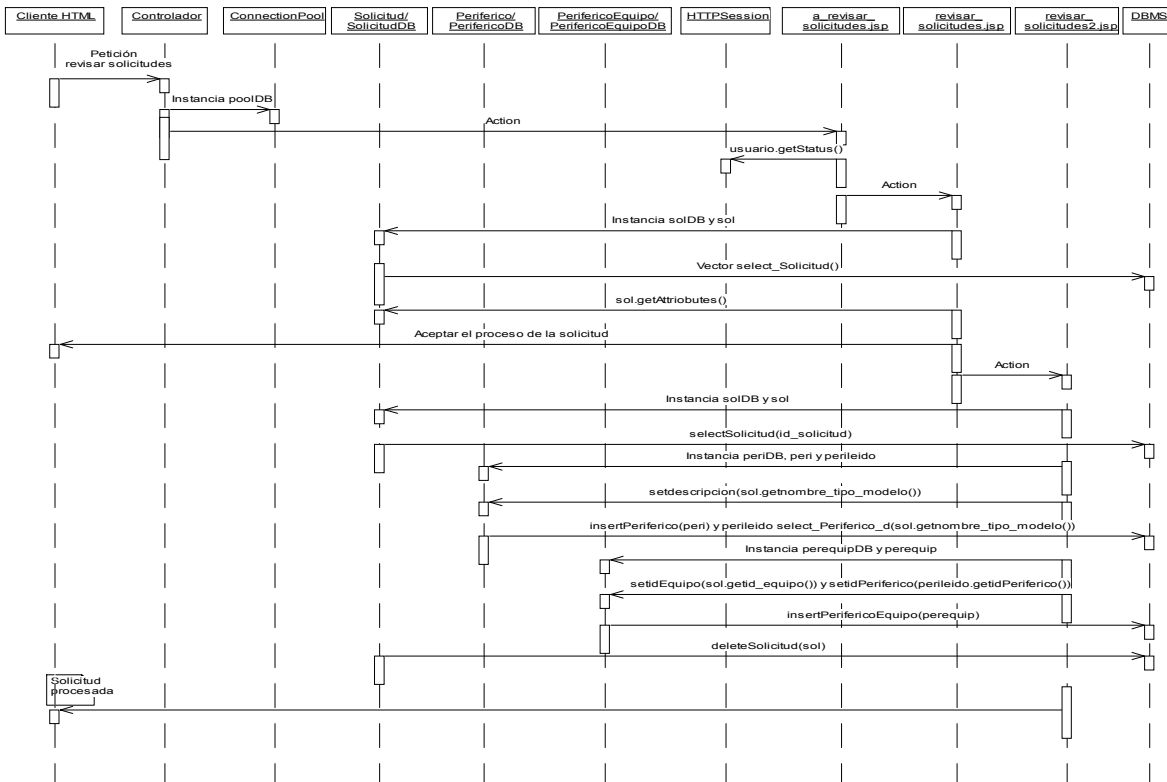 Cliente HTML
Controlador
ConnectionPool
Solicitud/
SolicitudDB
Periferico/
PerifericoDB
PerifericoEquipo/
PerifericoEquipoDB
HTTPSession
a_revisar_
solicitudes.jsp
revisar_
solicitudes.jsp
revisar_
solicitudes2.jsp
DBMS
Petición
revisar solicitudes
Instancia poolDB
Action
usuario.getStatus()
Action
Instancia solDB y sol
Vector select_Solicitud()
sol.getAttributes()
Aceptar el proceso de la solicitud
Action
Instancia solDB y sol
selectSolicitud(id_solicitud)
Instancia periDB, peri y perileido
setdescripcion(sol.getnombre_tipo_modelo())
insertPeriferico(peri) y perileido select_Periferico_d(sol.getnombre_tipo_modelo())
Instancia perequipDB y perequip
setidEquipo(sol.getid_equipo()) y setidPeriferico(perileido.getidPeriferico())
insertPerifericoEquipo(perequip)
deleteSolicitud(sol)
Solicitud
procesada